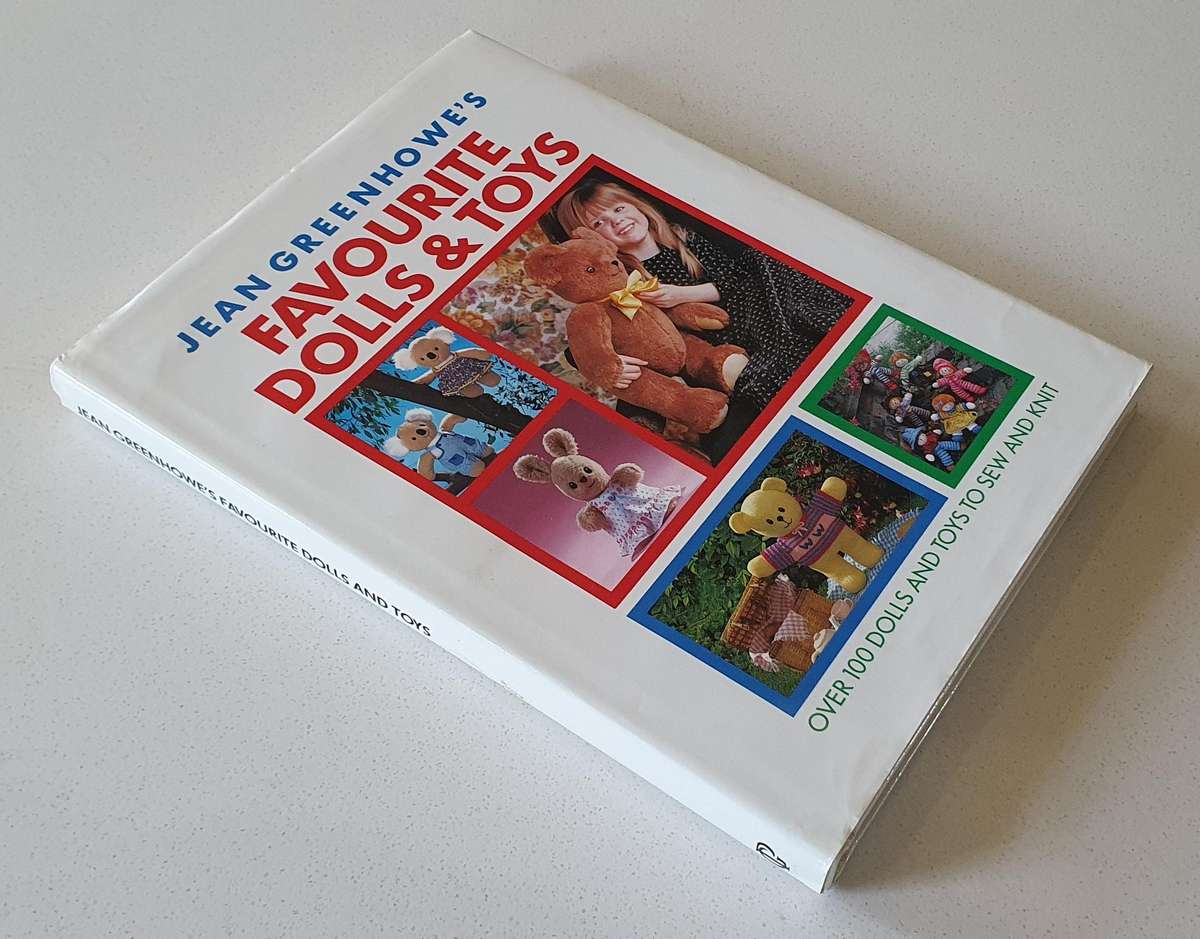 JEAN GREENHOWE'S
FAVOURITE
DOLLS & TOYS
OVER 100 DOLLS AND TOYS TO SEW AND KNIT
JEAN GREENHOWE'S FAVOURITE DOLLS AND TOYS
W W